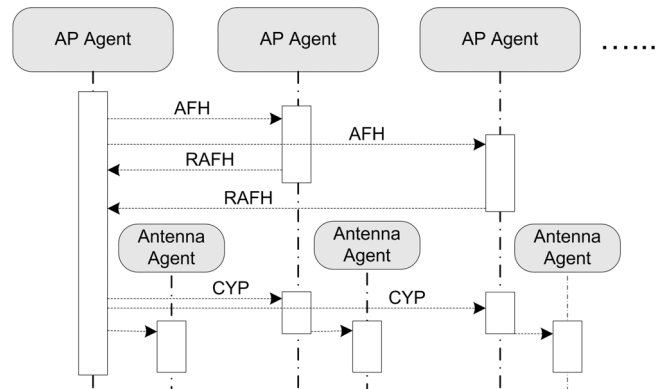 AP Agent
AP Agent
AP Agent
......
AFH
AFH
RAFH
RAFH
Antenna
Agent
Antenna
Agent
Antenna
Agent
CYP
CYP